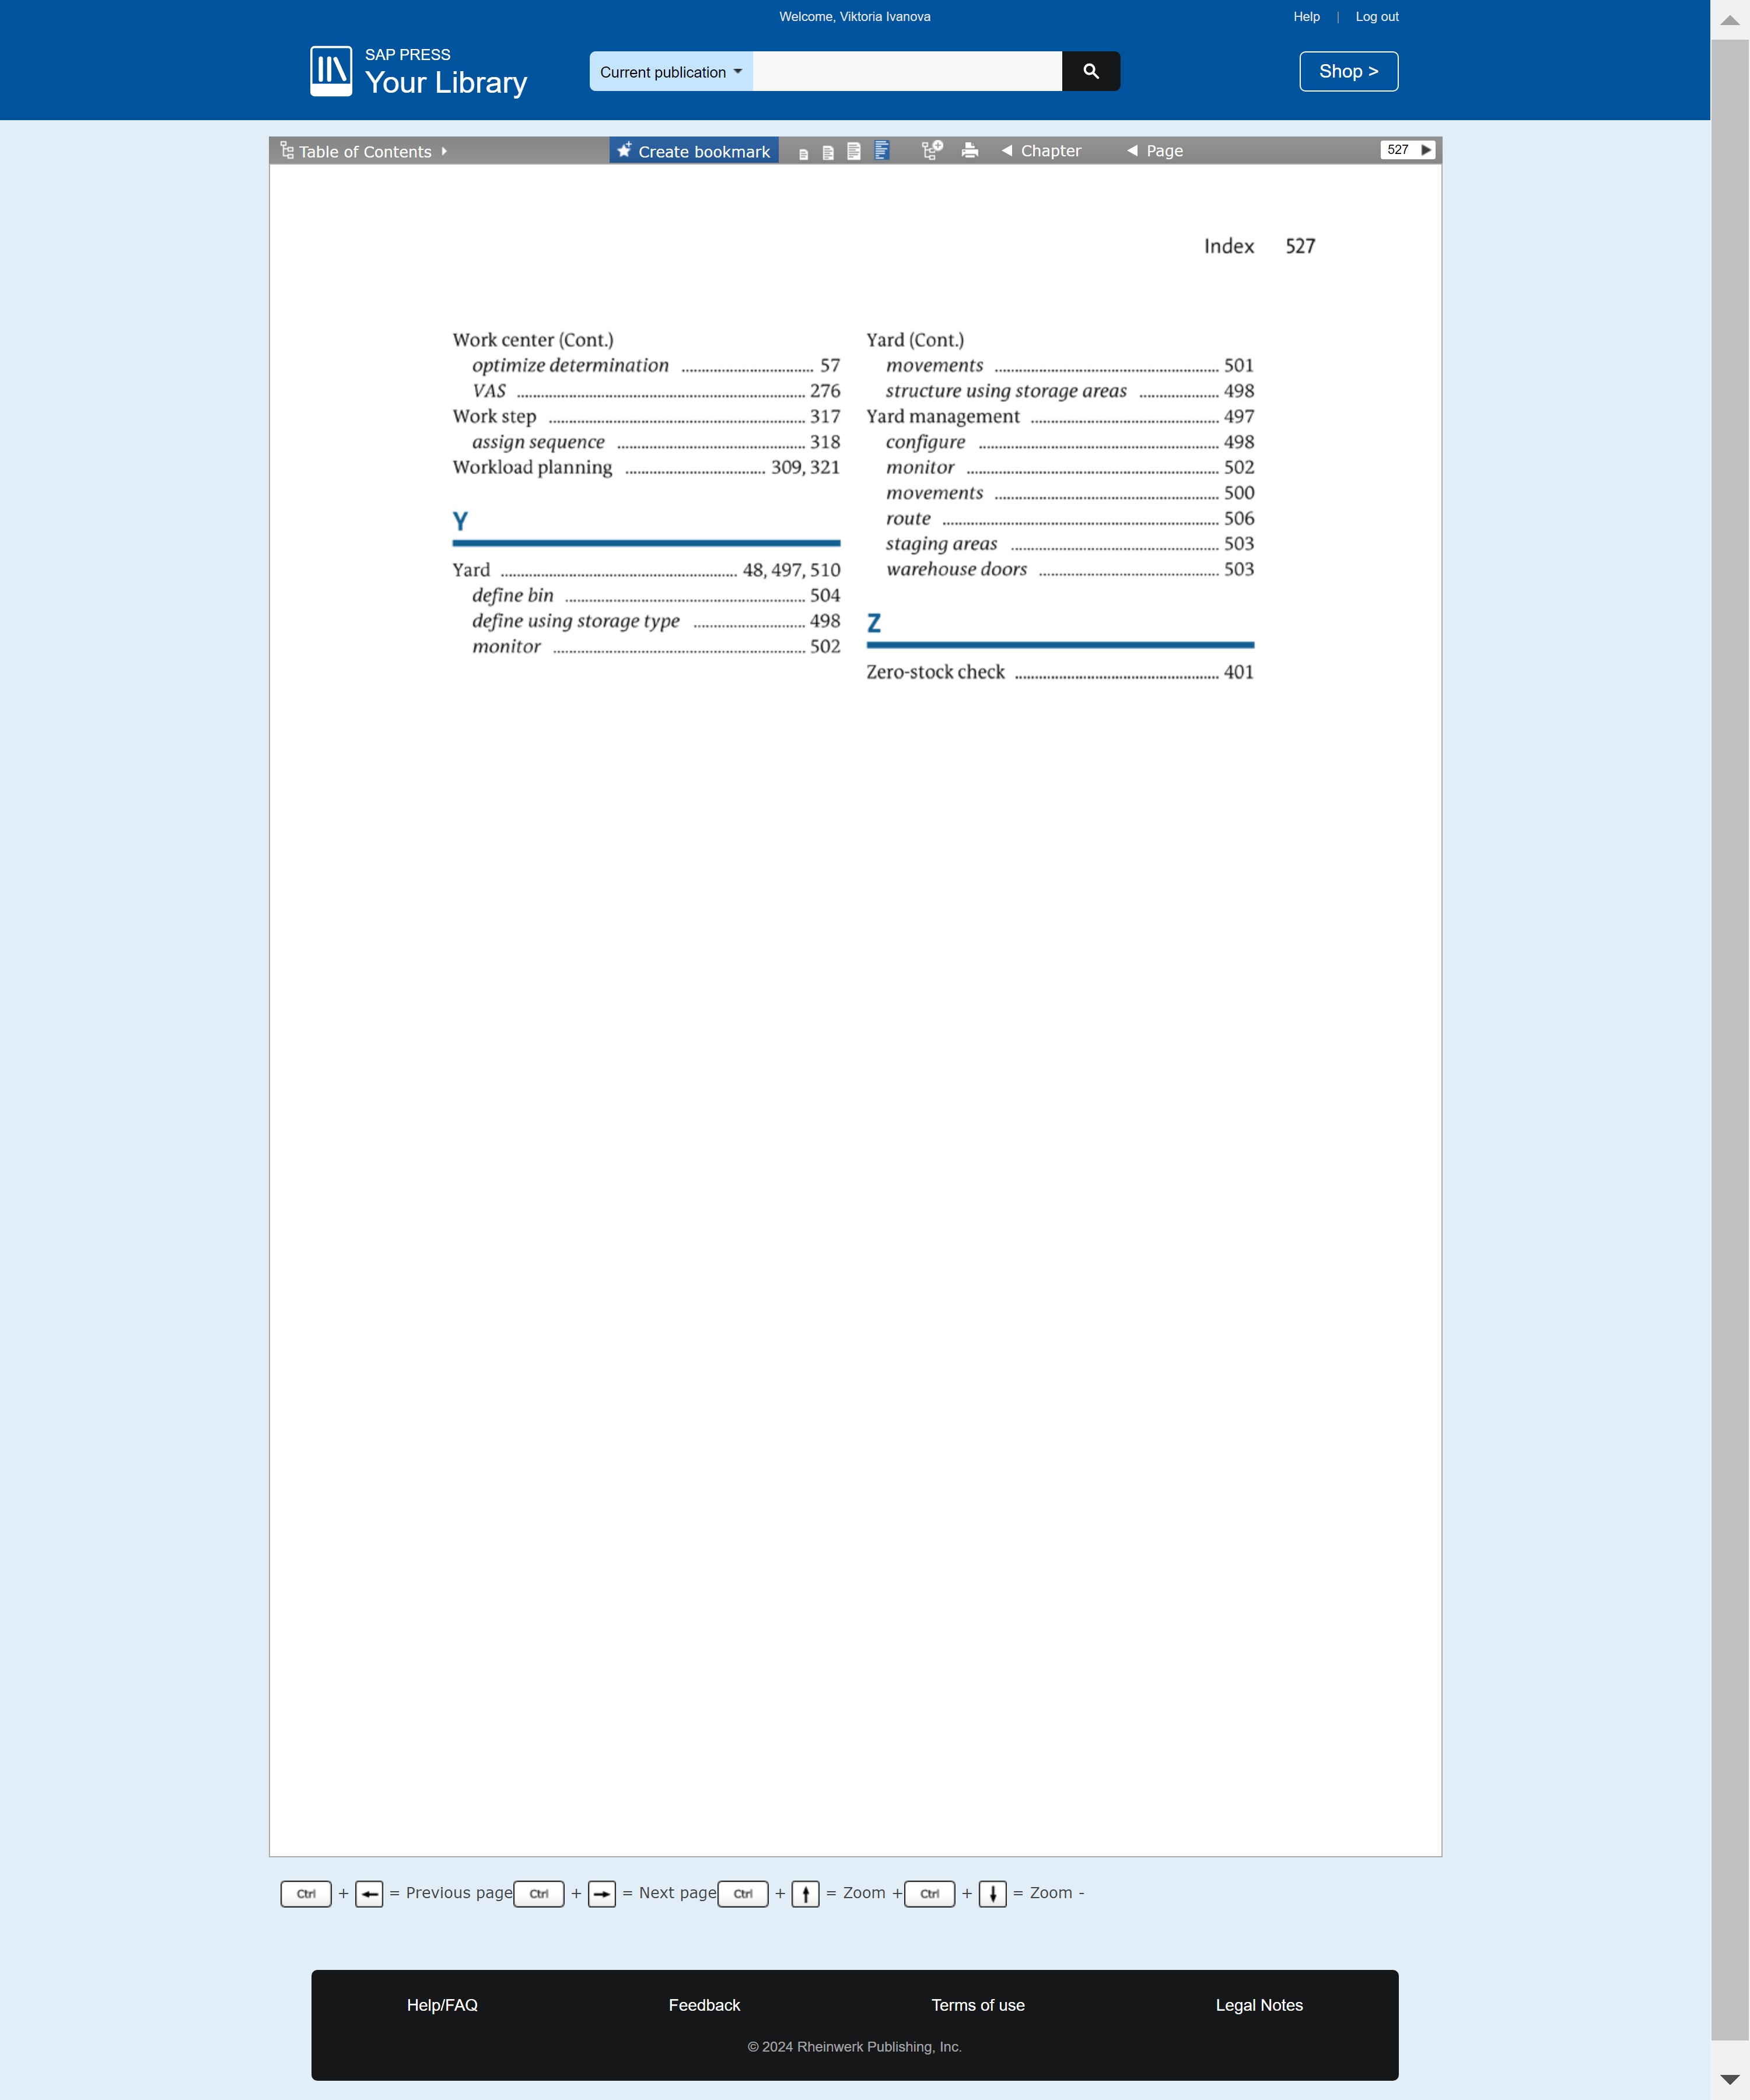 Welcome, Viktoria Ivanova
Help | Log out
SAP PRESS
Your Library
Current publication
Shop >
Table of Contents
Create bookmark
Chapter
Page
527
Index 527
Work center (Cont.)
optimize determination ................................. 57
VAS ........................................................................ 276
Work step ................................................................ 317
assign sequence ............................................... 318
Workload planning ................................... 309, 321
Y
Yard ........................................................... 48, 497, 510
define bin ............................................................ 504
define using storage type ............................ 498
monitor ............................................................... 502
Yard (Cont.)
movements ........................................................ 501
structure using storage areas .................... 498
Yard management ............................................... 497
configure ............................................................ 498
monitor ............................................................... 502
movements ........................................................ 500
route ..................................................................... 506
staging areas .................................................... 503
warehouse doors ............................................. 503
Z
Zero-stock check ................................................... 401
Ctrl + ← = Previous page Ctrl + → = Next page Ctrl + ↑ = Zoom + Ctrl + ↓ = Zoom -
Help/FAQ
Feedback
Terms of use
Legal Notes
© 2024 Rheinwerk Publishing, Inc.